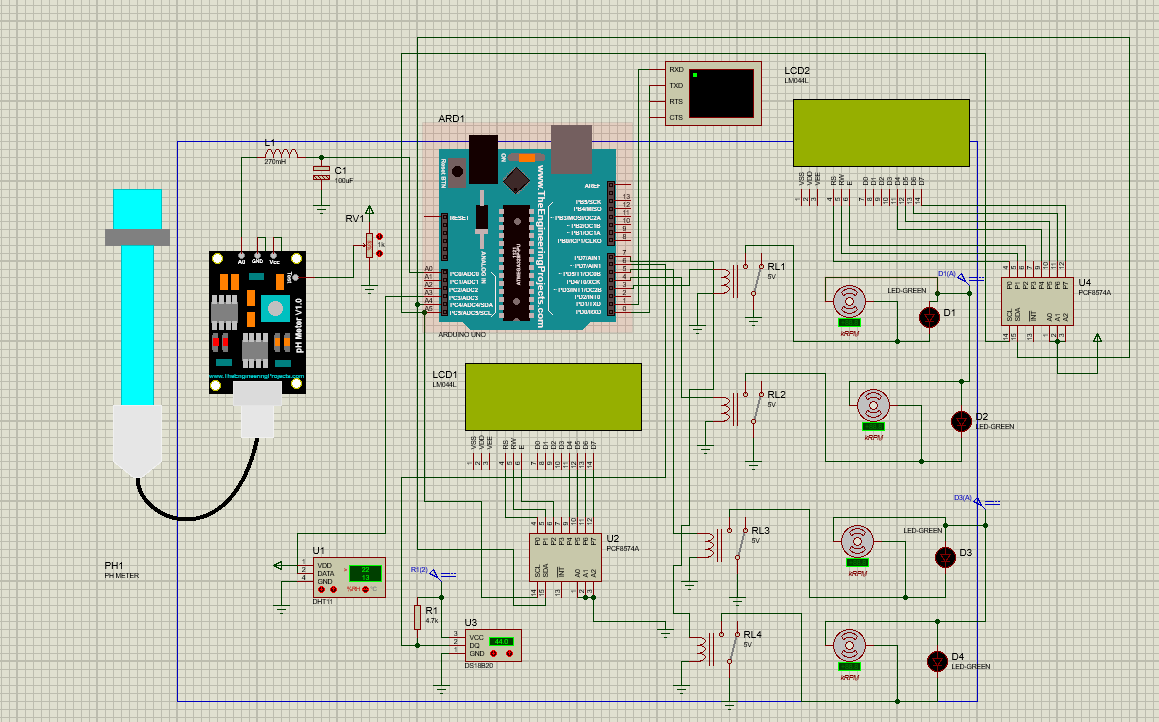 RXD
TXD
RTS
CTS
LCD2
LM044L
ARD1
ARDUINO UNO
Reset BTN
ON
www.TheEngineeringProjects.com
ANALOG IN
RESET
AREF
13
12
11
10
9
8
PB5/SCK
PB4/MISO
~PB3/MOSI/OC2A
~PB2/OC1B
~PB1/OC1A
PB0/ICP1/CLKO
7
6
5
4
3
2
1
0
PD7/AIN1
PD4/T0/XCK
PD2/INT0
PD1/TXD
PD0/RXD
A0
A1
A2
A3
A4
A5
PC0/ADC0
PC1/ADC1
PC2/ADC2
PC3/ADC3
PC4/ADC4/SDA
PC5/ADC5/SCL
L1
270mH
C1
100uF
RV1
1k
A0
GND
Vcc
Test
pH Meter V1.0
www.TheEngineeringProjects.com
PH1
PH METER
VSS
VDD
VEE
RS
RW
E
D0
D1
D2
D3
D4
D5
D6
D7
1
2
3
4
5
6
7
8
9
10
11
12
13
14
RL1
5V
D1(A)
LED-GREEN
D1
kRPM
U4
PCF8574A
4
5
6
7
9
10
11
12
P0
P1
P2
P3
P4
P5
P6
P7
SCL
SDA
INT
A0
A1
A2
14
15
13
1
2
3
LCD1
LM044L
VSS
VDD
VEE
RS
RW
E
D0
D1
D2
D3
D4
D5
D6
D7
1
2
3
4
5
6
7
8
9
10
11
12
13
14
RL2
5V
kRPM
D2
LED-GREEN
D3(A)
RL3
5V
LED-GREEN
D3
kRPM
U2
PCF8574A
4
5
6
7
9
10
11
12
P0
P1
P2
P3
P4
P5
P6
P7
SCL
SDA
INT
A0
A1
A2
14
15
13
1
2
3
U1
1
2
4
VDD
DATA
GND
>
22
13
%RH
°C
DHT11
R1(2)
R1
4.7k
U3
3
2
1
VCC
DQ
GND
44.0
DS18B20
RL4
5V
D4
LED-GREEN
kRPM